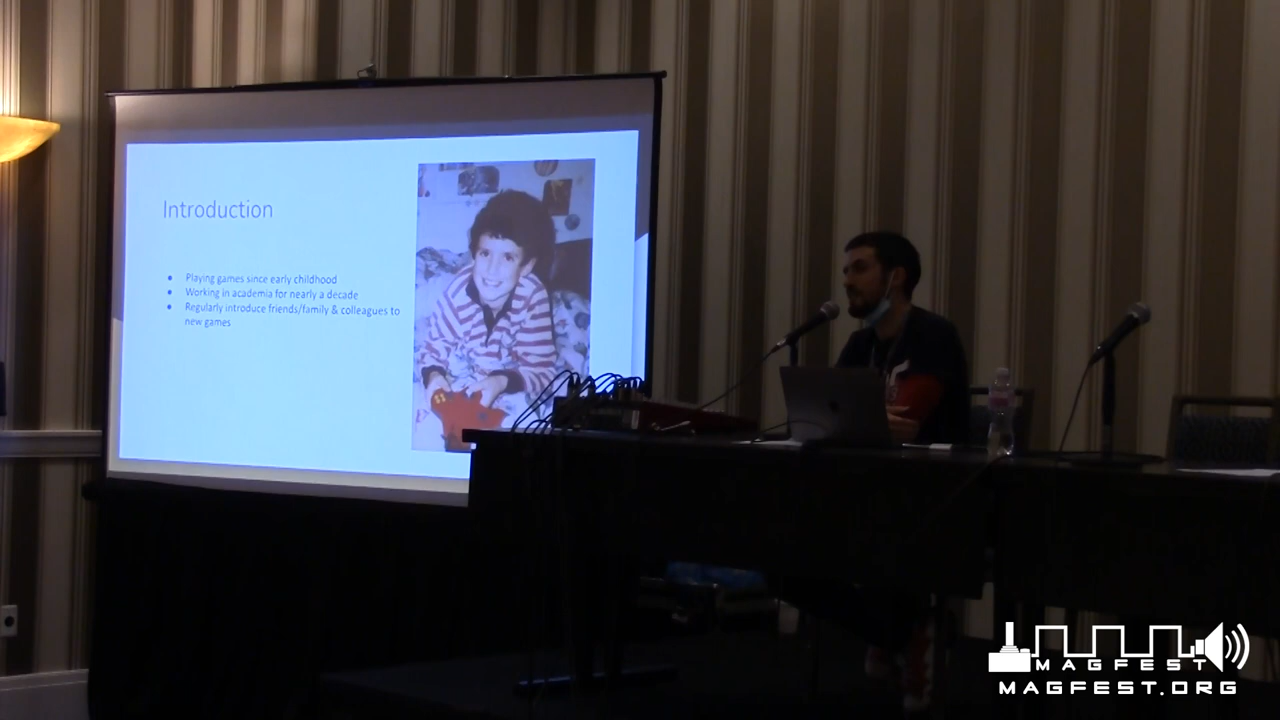 Introduction
● Playing games since early childhood
● Working in academia for nearly a decade
● Regularly introduce friends/family & colleagues to
new games
MAGFEST
MAGFEST.ORG